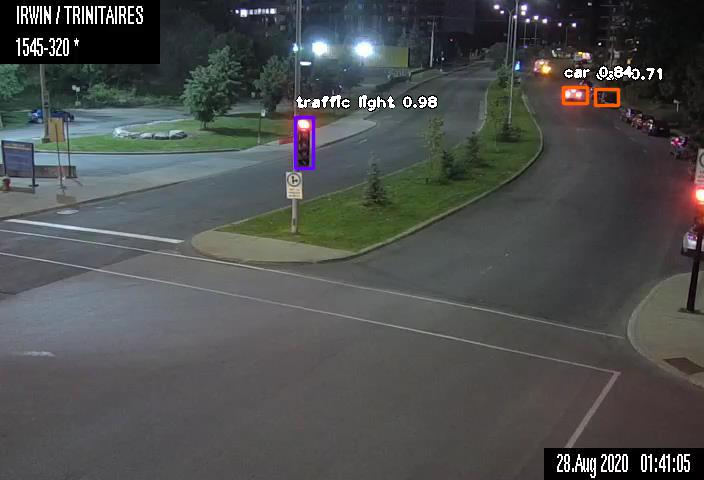 IRWIN / TRINITAIRES
1545-320 *
car 0.84
0.71
traffic light 0.98
28.Aug 2020 01:41:05